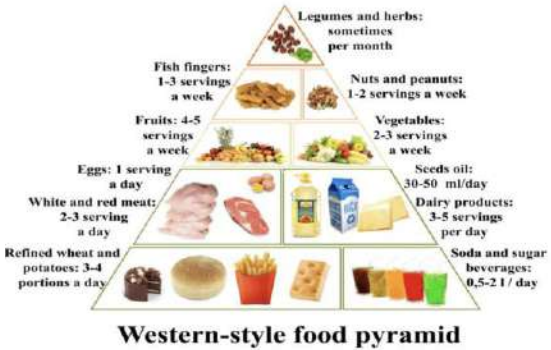 Legumes and herbs:
sometimes
per month
Fish fingers:
1-3 servings
a week
Nuts and peanuts:
1-2 servings a week
Fruits: 4-5
servings
a week
Vegetables:
2-3 servings
a week
Eggs: 1 serving
a day
White and red meat:
2-3 serving
a day
Seeds oil:
30-50 ml/day
Dairy products:
3-5 servings
per day
Refined wheat and
potatoes: 3-4
portions a day
Soda and sugar
beverages:
0,5-2 l / day
Western-style food pyramid